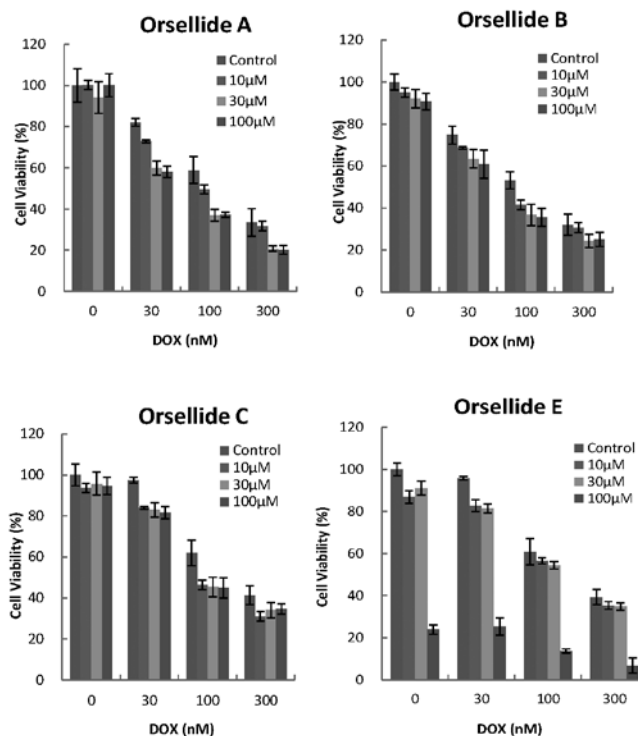 Orsellide A
Cell Viability (%)
120
100
80
60
40
20
0
Control
10µM
30µM
100µM
0 30 100 300
DOX (nM)
Orsellide B
Cell Viability (%)
120
100
80
60
40
20
0
Control
10µM
30µM
100µM
0 30 100 300
DOX (nM)
Orsellide C
Cell Viability (%)
120
100
80
60
40
20
0
Control
10µM
30µM
100µM
0 30 100 300
DOX (nM)
Orsellide E
Cell Viability (%)
120
100
80
60
40
20
0
Control
10µM
30µM
100µM
0 30 100 300
DOX (nM)